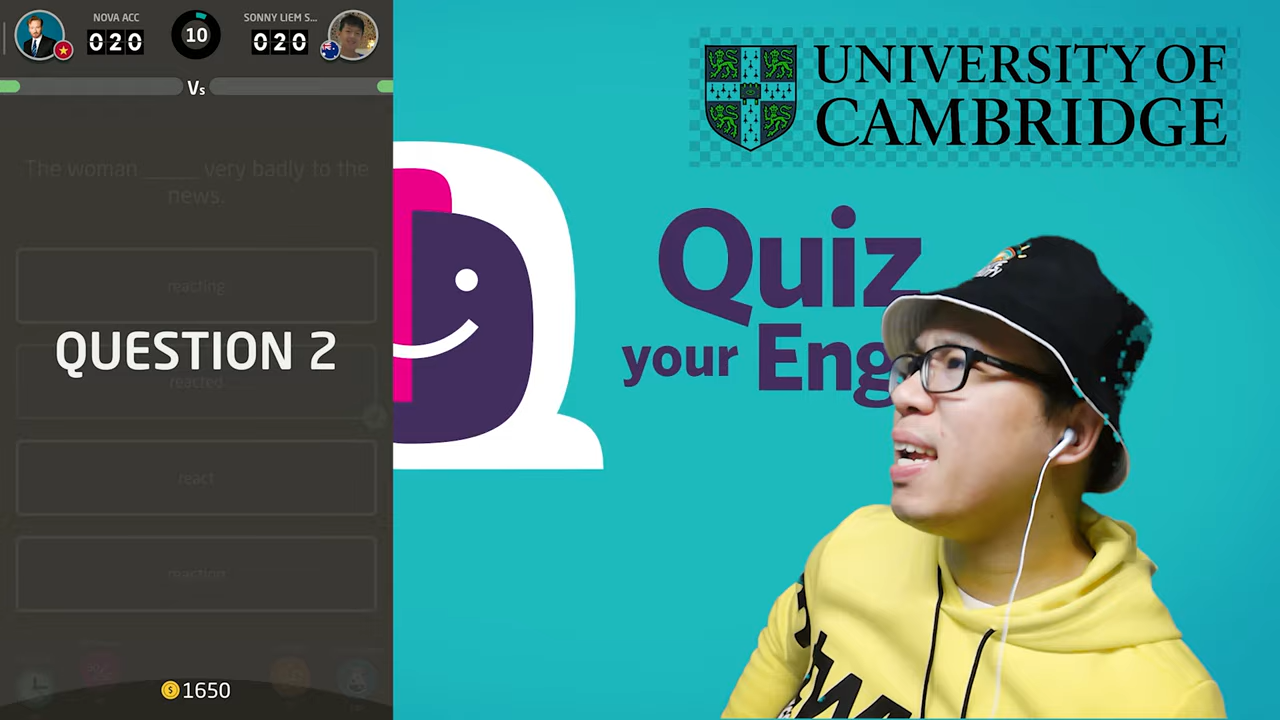 NOVA ACC
020
10
SONNY LIEM S...
020
Vs
The woman _____ very badly to the
news.
reacting
QUESTION 2
reacted
react
reaction
1650
UNIVERSITY OF
CAMBRIDGE
Quiz
your Eng